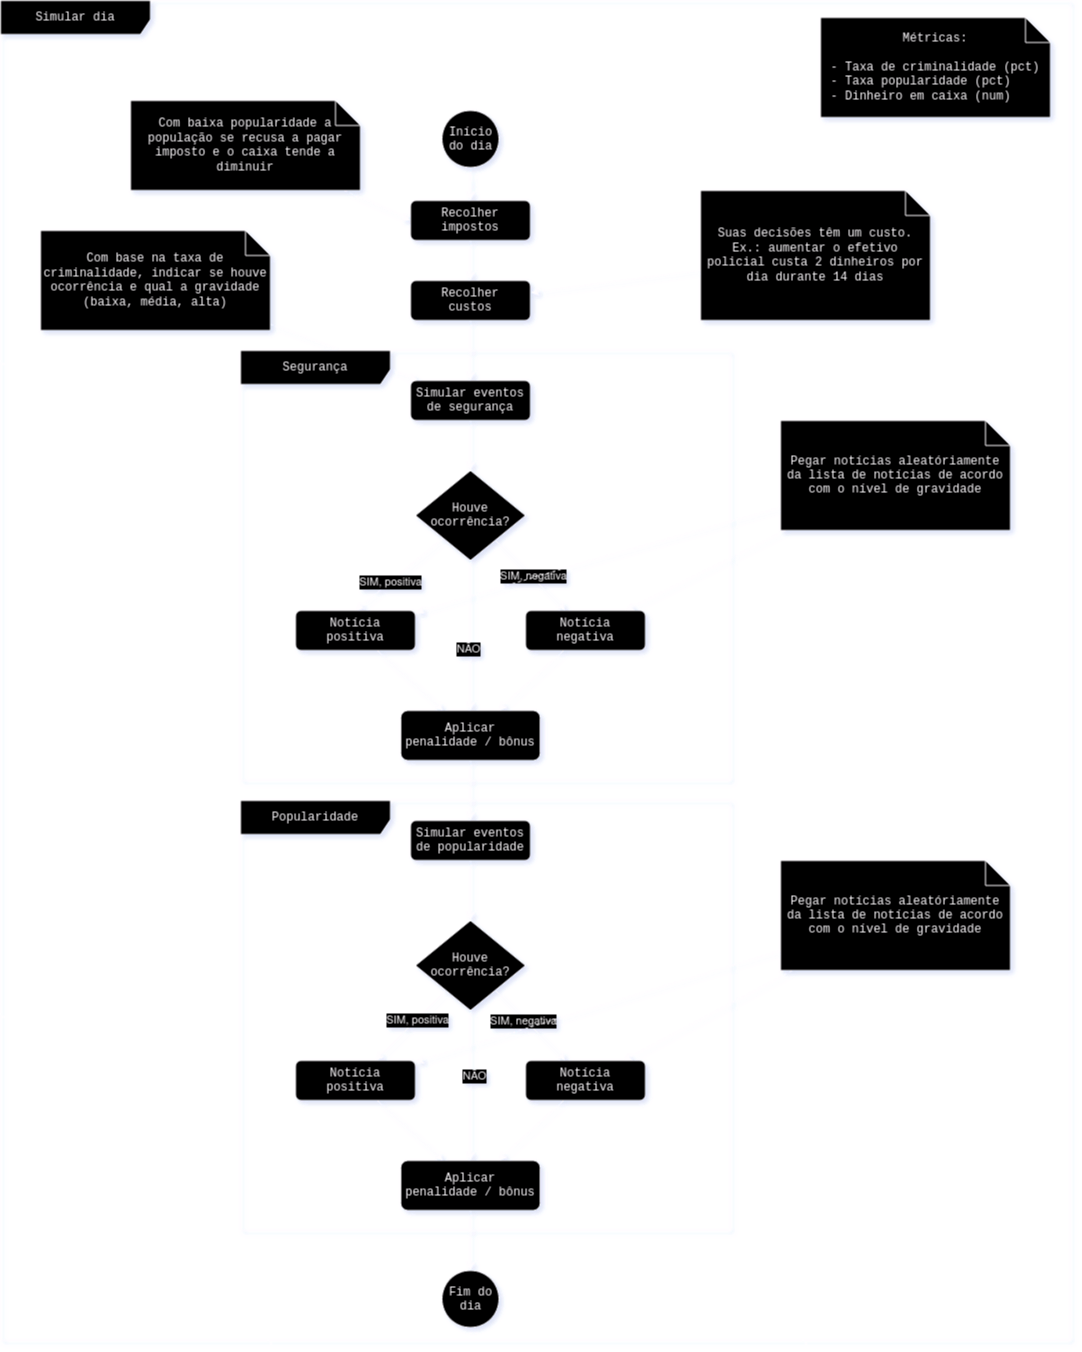 Simular dia
Métricas:
- Taxa de criminalidade (pct)
- Taxa popularidade (pct)
- Dinheiro em caixa (num)
Com baixa popularidade a
população se recusa a pagar
imposto e o caixa tende a
diminuir
Início
do dia
Recolher
impostos
Suas decisões têm um custo.
Ex.: aumentar o efetivo
policial custa 2 dinheiros por
dia durante 14 dias
Com base na taxa de
criminalidade, indicar se houve
ocorrência e qual a gravidade
(baixa, média, alta)
Recolher
custos
Segurança
Simular eventos
de segurança
Pegar notícias aleatóriamente
da lista de notícias de acordo
com o nível de gravidade
Houve
ocorrência?
SIM, positiva
SIM, negativa
Notícia
positiva
Notícia
negativa
NÃO
Aplicar
penalidade / bônus
Popularidade
Simular eventos
de popularidade
Pegar notícias aleatóriamente
da lista de notícias de acordo
com o nível de gravidade
Houve
ocorrência?
SIM, positiva
SIM, negativa
Notícia
positiva
NÃO
Notícia
negativa
Aplicar
penalidade / bônus
Fim do
dia